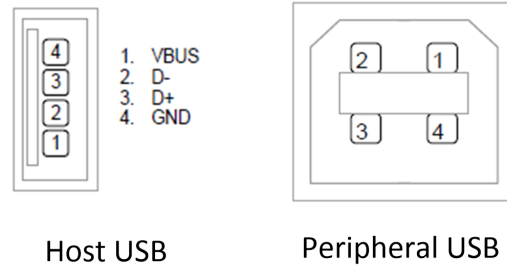 4
3
2
1
1. VBUS
2. D-
3. D+
4. GND
2 1
3 4
Host USB
Peripheral USB